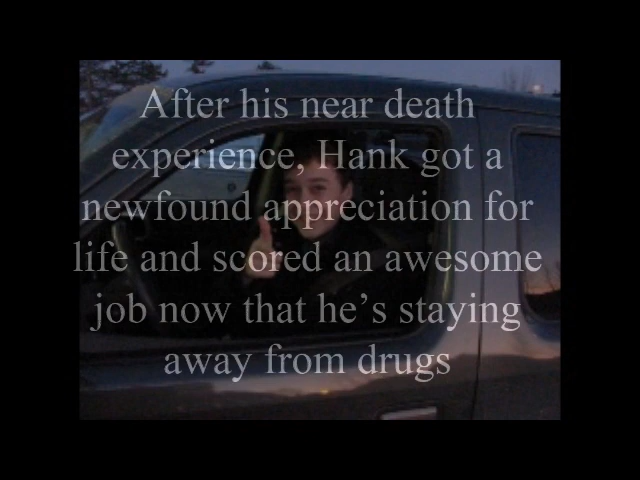 After his near death
experience, Hank got a
newfound appreciation for
life and scored an awesome
job now that he’s staying
away from drugs